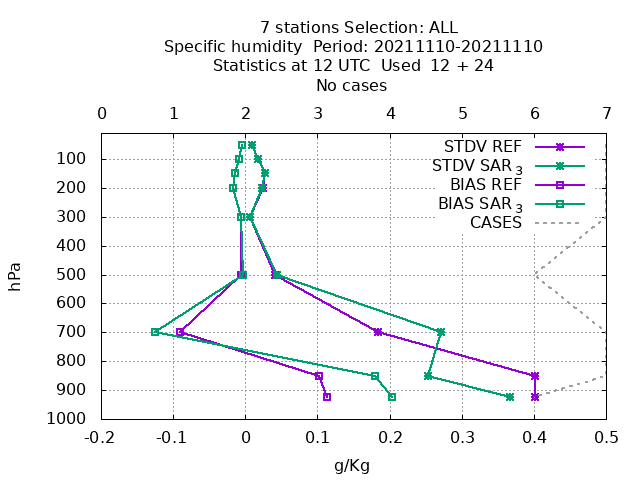 7 stations Selection: ALL
Specific humidity  Period: 20211110-20211110
Statistics at 12 UTC  Used  12 + 24
No cases
0 1 2 3 4 5 6 7
STDV REF
STDV SAR3
BIAS REF
BIAS SAR3
CASES
100
200
300
400
500
600
700
800
900
1000
hPa
-0.2 -0.1 0 0.1 0.2 0.3 0.4 0.5
g/Kg